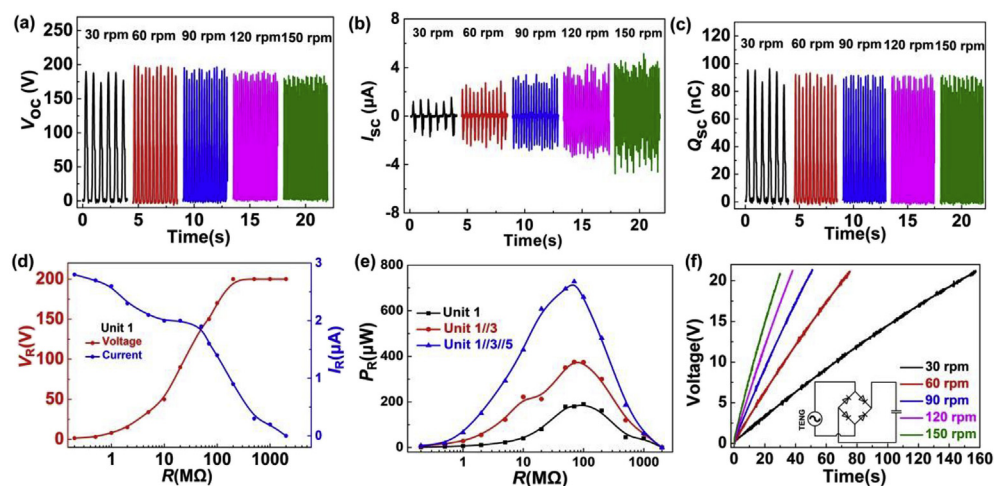 (a)
250
200
150
100
50
0
V_OC (V)
30 rpm 60 rpm 90 rpm 120 rpm 150 rpm
0 5 10 15 20
Time(s)
(b)
8
4
0
-4
-8
I_SC (μA)
30 rpm 60 rpm 90 rpm 120 rpm 150 rpm
0 5 10 15 20
Time(s)
(c)
120
100
80
60
40
20
0
Q_SC (nC)
30 rpm 60 rpm 90 rpm 120 rpm 150 rpm
0 5 10 15 20
Time(s)
(d)
200
150
100
50
0
V_R(V)
Unit 1
Voltage
Current
3
2
1
0
I_R(μA)
1 10 100 1000
R(MΩ)
(e)
800
600
400
200
0
P_R(μW)
Unit 1
Unit 1//3
Unit 1//3//5
1 10 100 1000
R(MΩ)
(f)
20
15
10
5
0
Voltage(V)
TENG
30 rpm
60 rpm
90 rpm
120 rpm
150 rpm
0 20 40 60 80 100 120 140 160
Time(s)